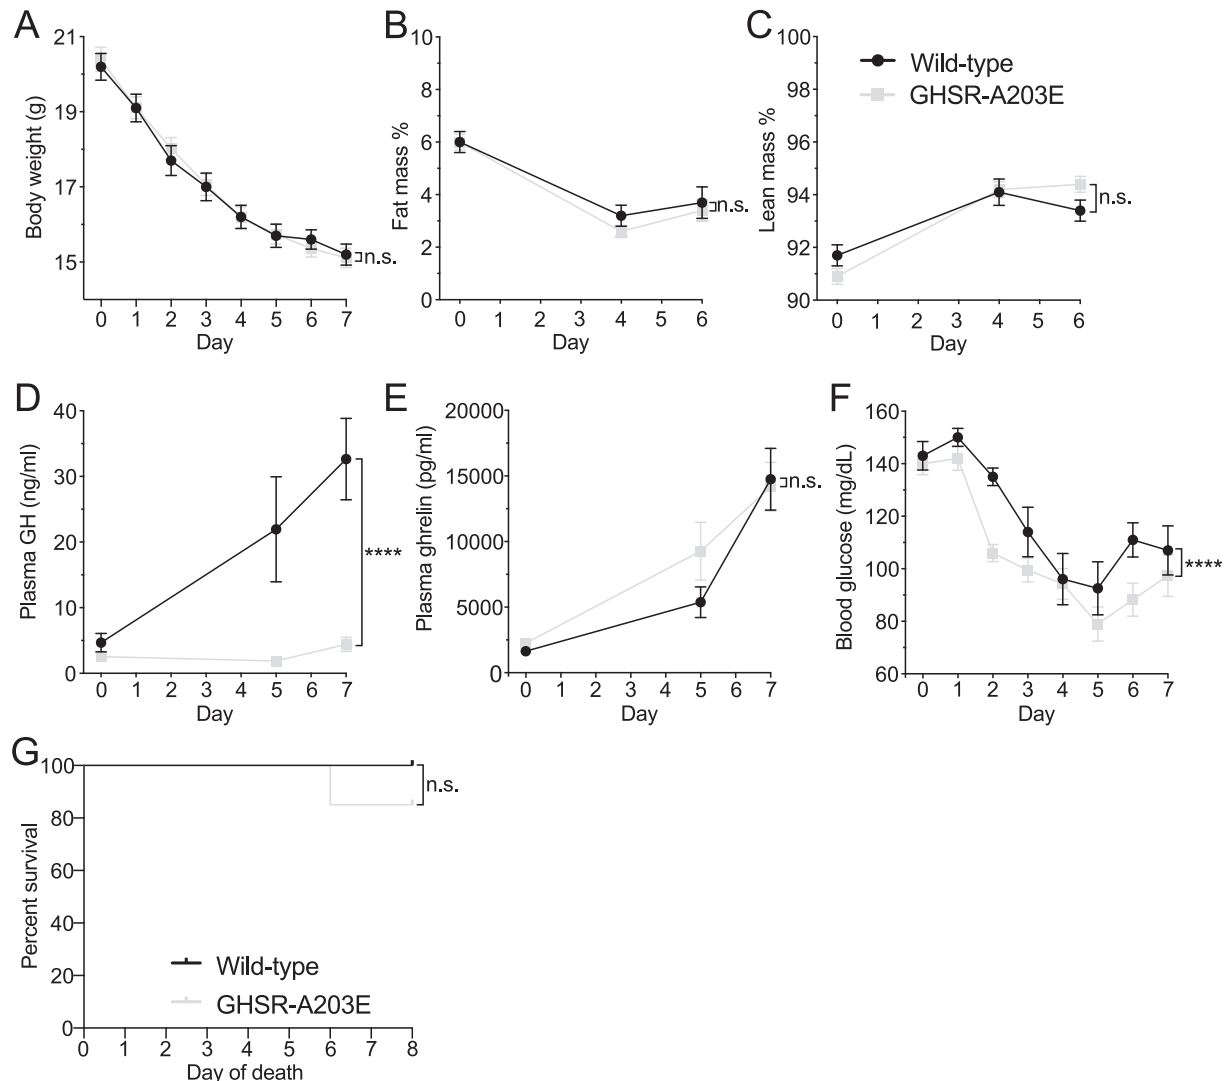 A
Body weight (g)
21
19
17
15
n.s.
0 1 2 3 4 5 6 7
Day
B
Fat mass %
10
8
6
4
2
0
n.s.
0 1 2 3 4 5 6
Day
C
Lean mass %
100
98
96
94
92
90
Wild-type
GHSR-A203E
n.s.
0 1 2 3 4 5 6
Day
D
Plasma GH (ng/ml)
40
30
20
10
0
****
0 1 2 3 4 5 6 7
Day
E
Plasma ghrelin (pg/ml)
20000
15000
10000
5000
0
n.s.
0 1 2 3 4 5 6 7
Day
F
Blood glucose (mg/dL)
160
140
120
100
80
60
****
0 1 2 3 4 5 6 7
Day
G
Percent survival
100
80
60
40
20
0
n.s.
Wild-type
GHSR-A203E
0 1 2 3 4 5 6 7 8
Day of death